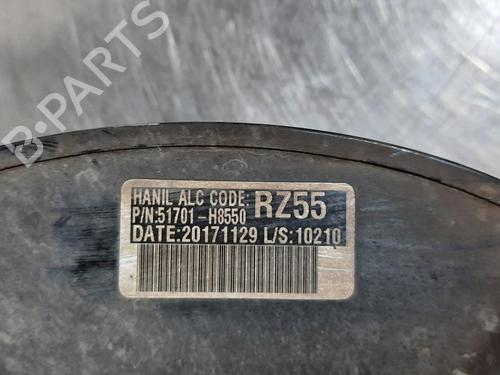 HANIL ALC CODE: RZ55
P/N:51701-H8550
DATE:20171129 L/S:10210
B-PARTS